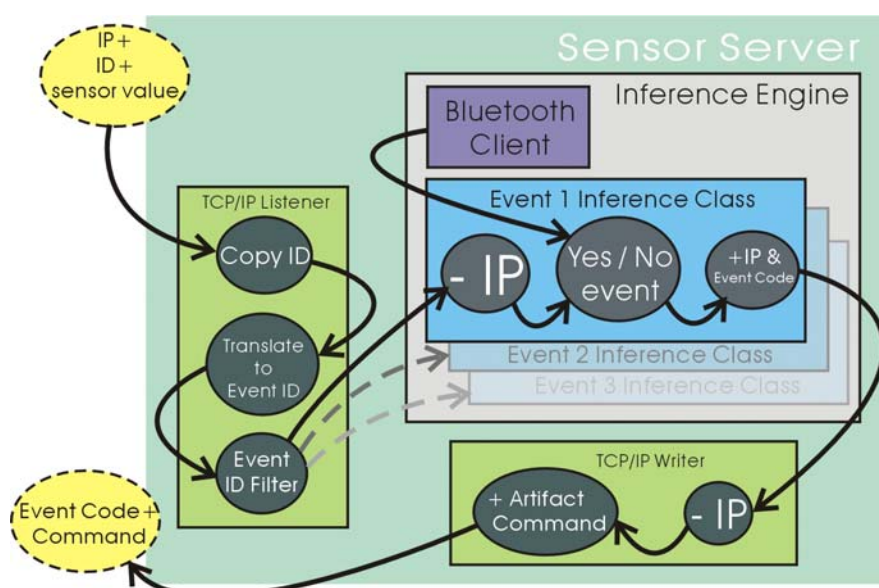 Sensor Server
IP+
ID+
sensor value
Inference Engine
Bluetooth
Client
TCP/IP Listener
Copy ID
Translate
to
Event ID
Event
ID Filter
Event 1 Inference Class
- IP
Yes / No
event
+IP &
Event Code
Event 2 Inference Class
Event 3 Inference Class
TCP/IP Writer
+ Artifact
Command
- IP
Event Code+
Command